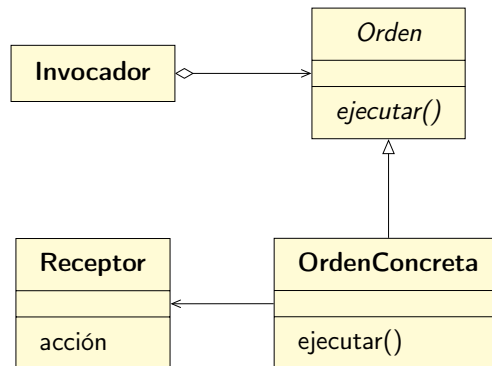 Orden
Invocador
ejecutar()
Receptor
OrdenConcreta
acción
ejecutar()